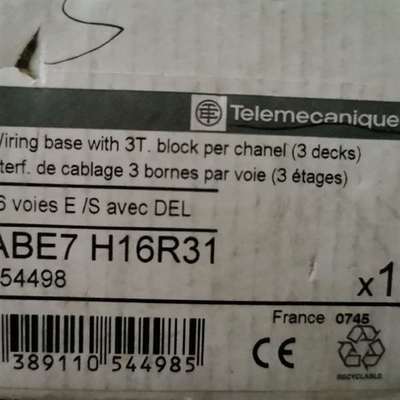 Telemecanique
Wiring base with 3T. block per chanel (3 decks)
terf. de cablage 3 bornes par voie (3 étages)
6 voies E /S avec DEL
ABE7 H16R31
54498
x1
France 0745
389110 544985
CE
RECYCLABLE